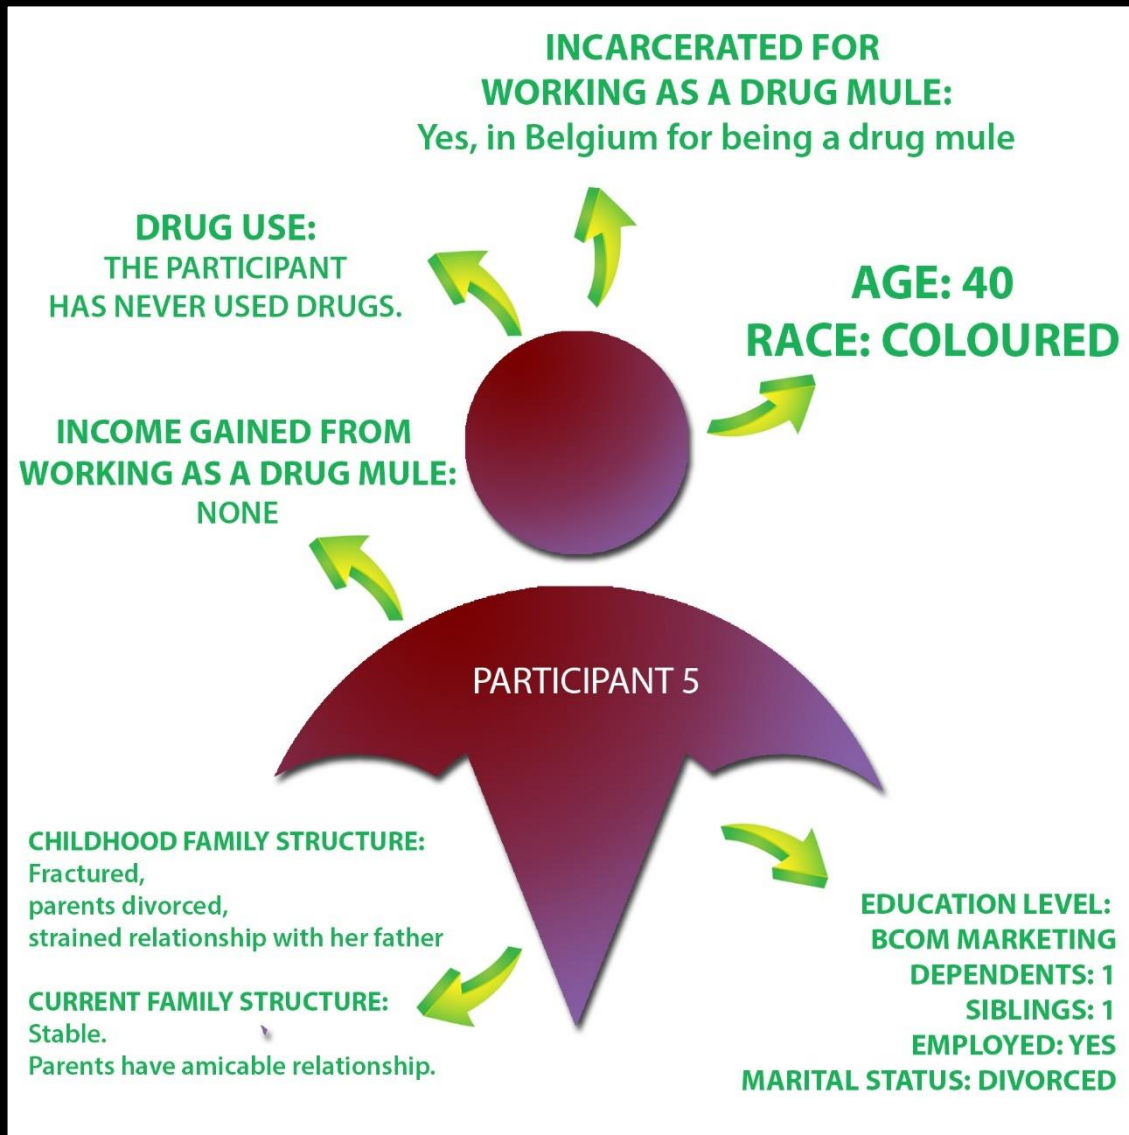 INCARCERATED FOR
WORKING AS A DRUG MULE:
Yes, in Belgium for being a drug mule
DRUG USE:
THE PARTICIPANT
HAS NEVER USED DRUGS.
AGE: 40
RACE: COLOURED
INCOME GAINED FROM
WORKING AS A DRUG MULE:
NONE
PARTICIPANT 5
CHILDHOOD FAMILY STRUCTURE:
Fractured,
parents divorced,
strained relationship with her father
CURRENT FAMILY STRUCTURE:
Stable.
Parents have amicable relationship.
EDUCATION LEVEL:
BCOM MARKETING
DEPENDENTS: 1
SIBLINGS: 1
EMPLOYED: YES
MARITAL STATUS: DIVORCED